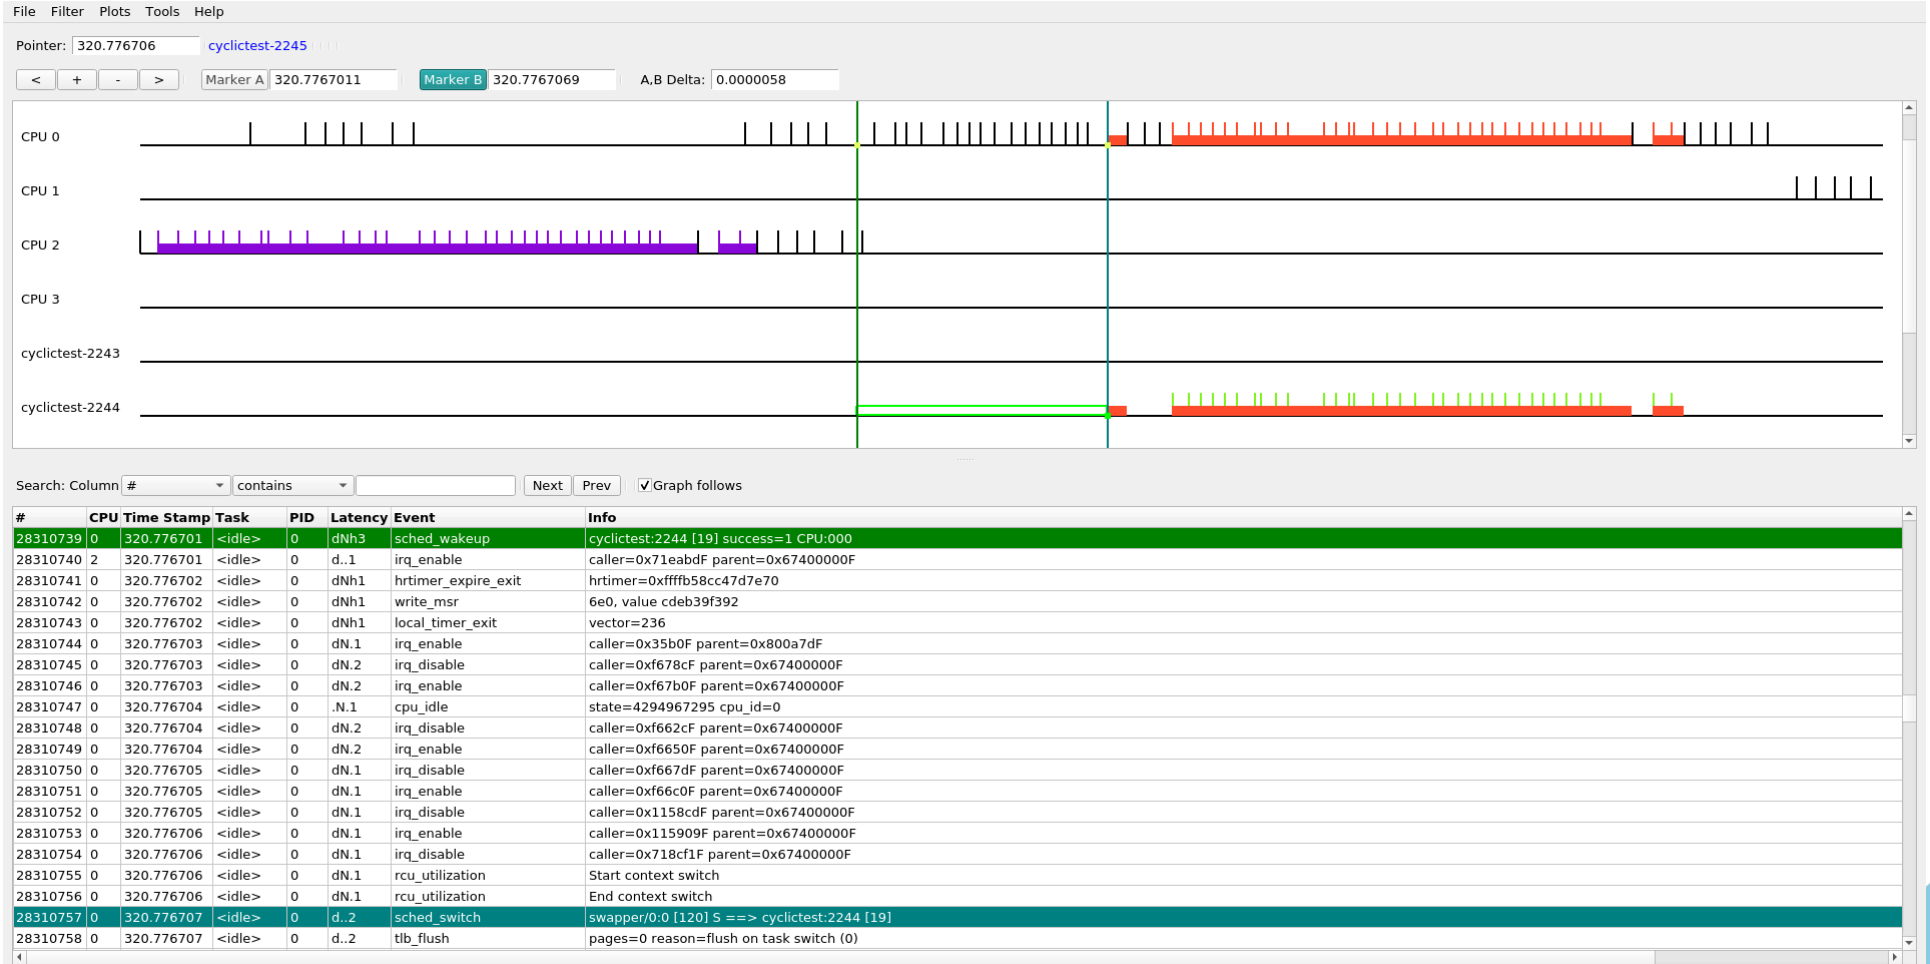 File Filter Plots Tools Help
Pointer: 320.776706 cyclictest-2245
< + - > Marker A 320.7767011 Marker B 320.7767069 A,B Delta: 0.0000058
CPU 0
CPU 1
CPU 2
CPU 3
cyclictest-2243
cyclictest-2244
Search: Column # contains Next Prev Graph follows
# CPU Time Stamp Task PID Latency Event Info
28310739 0 320.776701 <idle> 0 dNh3 sched_wakeup cyclictest:2244 [19] success=1 CPU:000
28310740 2 320.776701 <idle> 0 d..1 irq_enable caller=0x71eabdF parent=0x67400000F
28310741 0 320.776702 <idle> 0 dNh1 hrtimer_expire_exit hrtimer=0xffffb58cc47d7e70
28310742 0 320.776702 <idle> 0 dNh1 write_msr 6e0, value cdeb39f392
28310743 0 320.776702 <idle> 0 dNh1 local_timer_exit vector=236
28310744 0 320.776703 <idle> 0 dN.1 irq_enable caller=0x35b0F parent=0x800a7dF
28310745 0 320.776703 <idle> 0 dN.2 irq_disable caller=0xf678cF parent=0x67400000F
28310746 0 320.776703 <idle> 0 dN.2 irq_enable caller=0xf67b0F parent=0x67400000F
28310747 0 320.776704 <idle> 0 .N.1 cpu_idle state=4294967295 cpu_id=0
28310748 0 320.776704 <idle> 0 dN.2 irq_disable caller=0xf662cF parent=0x67400000F
28310749 0 320.776704 <idle> 0 dN.2 irq_enable caller=0xf6650F parent=0x67400000F
28310750 0 320.776705 <idle> 0 dN.1 irq_disable caller=0xf667dF parent=0x67400000F
28310751 0 320.776705 <idle> 0 dN.1 irq_enable caller=0xf66c0F parent=0x67400000F
28310752 0 320.776705 <idle> 0 dN.1 irq_disable caller=0x1158cdF parent=0x67400000F
28310753 0 320.776706 <idle> 0 dN.1 irq_enable caller=0x115909F parent=0x67400000F
28310754 0 320.776706 <idle> 0 dN.1 irq_disable caller=0x718cf1F parent=0x67400000F
28310755 0 320.776706 <idle> 0 dN.1 rcu_utilization Start context switch
28310756 0 320.776706 <idle> 0 dN.1 rcu_utilization End context switch
28310757 0 320.776707 <idle> 0 d..2 sched_switch swapper/0:0 [120] S ==> cyclictest:2244 [19]
28310758 0 320.776707 <idle> 0 d..2 tlb_flush pages=0 reason=flush on task switch (0)